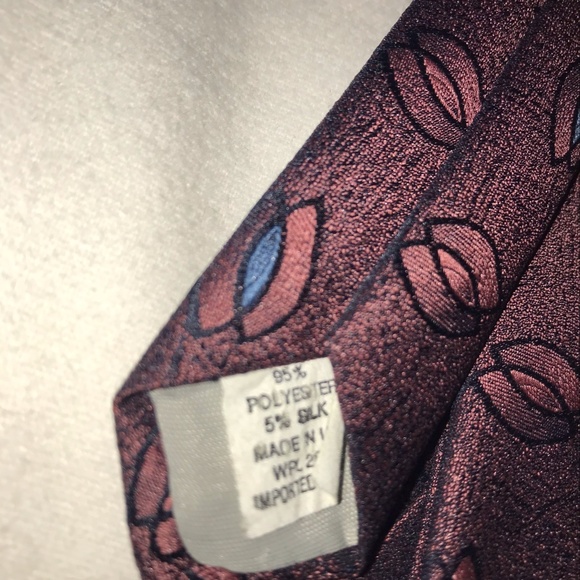 95%
POLYESTER
5% SILK
MADE
WPL
IMPORTED